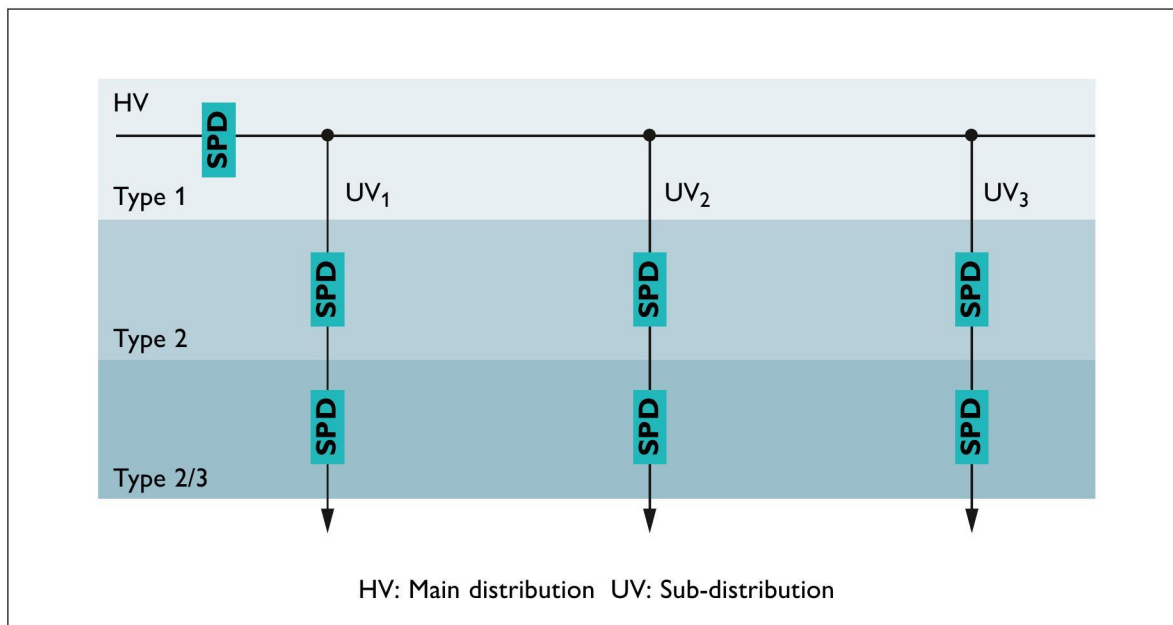 HV
SPD
Type 1
UV₁
UV₂
UV₃
SPD
SPD
SPD
Type 2
SPD
SPD
SPD
Type 2/3
HV: Main distribution UV: Sub-distribution